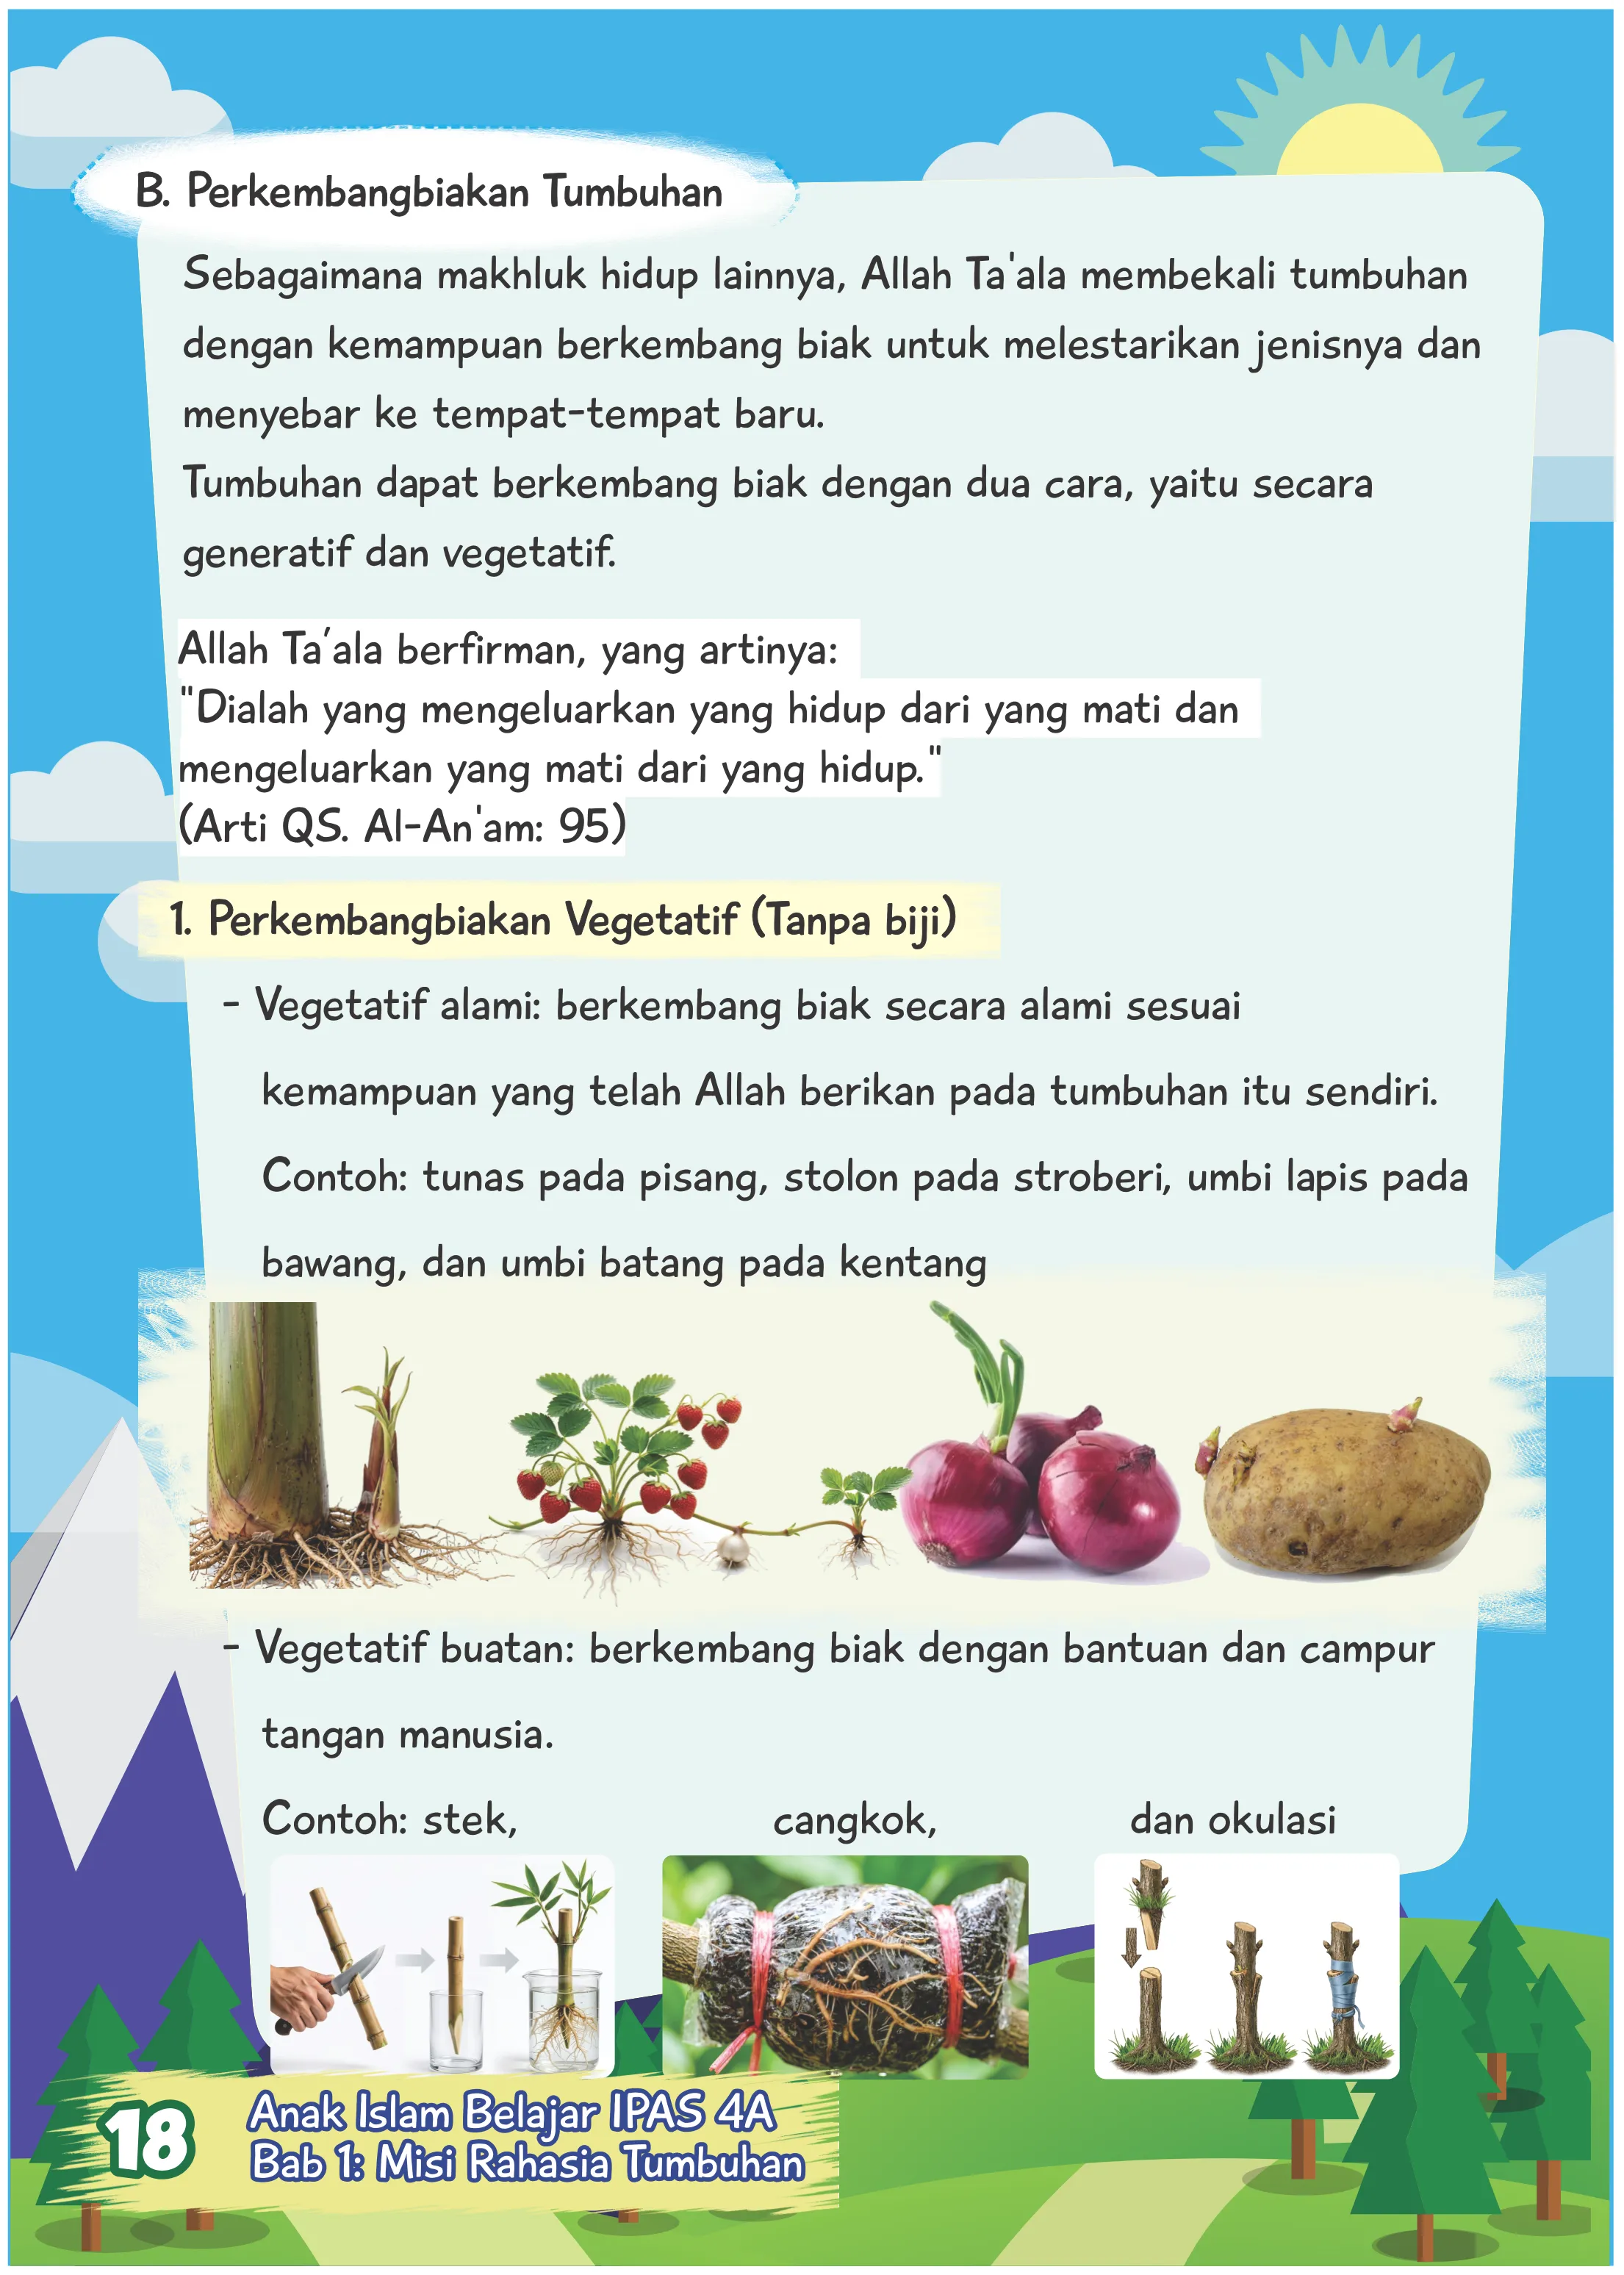 B. Perkembangbiakan Tumbuhan
Sebagaimana makhluk hidup lainnya, Allah Ta'ala membekali tumbuhan
dengan kemampuan berkembang biak untuk melestarikan jenisnya dan
menyebar ke tempat-tempat baru.
Tumbuhan dapat berkembang biak dengan dua cara, yaitu secara
generatif dan vegetatif.
Allah Ta’ala berfirman, yang artinya:
"Dialah yang mengeluarkan yang hidup dari yang mati dan
mengeluarkan yang mati dari yang hidup."
(Arti QS. Al-An'am: 95)
1. Perkembangbiakan Vegetatif (Tanpa biji)
- Vegetatif alami: berkembang biak secara alami sesuai
kemampuan yang telah Allah berikan pada tumbuhan itu sendiri.
Contoh: tunas pada pisang, stolon pada stroberi, umbi lapis pada
bawang, dan umbi batang pada kentang
- Vegetatif buatan: berkembang biak dengan bantuan dan campur
tangan manusia.
Contoh: stek, cangkok, dan okulasi
18
Anak Islam Belajar IPAS 4A
Bab 1: Misi Rahasia Tumbuhan